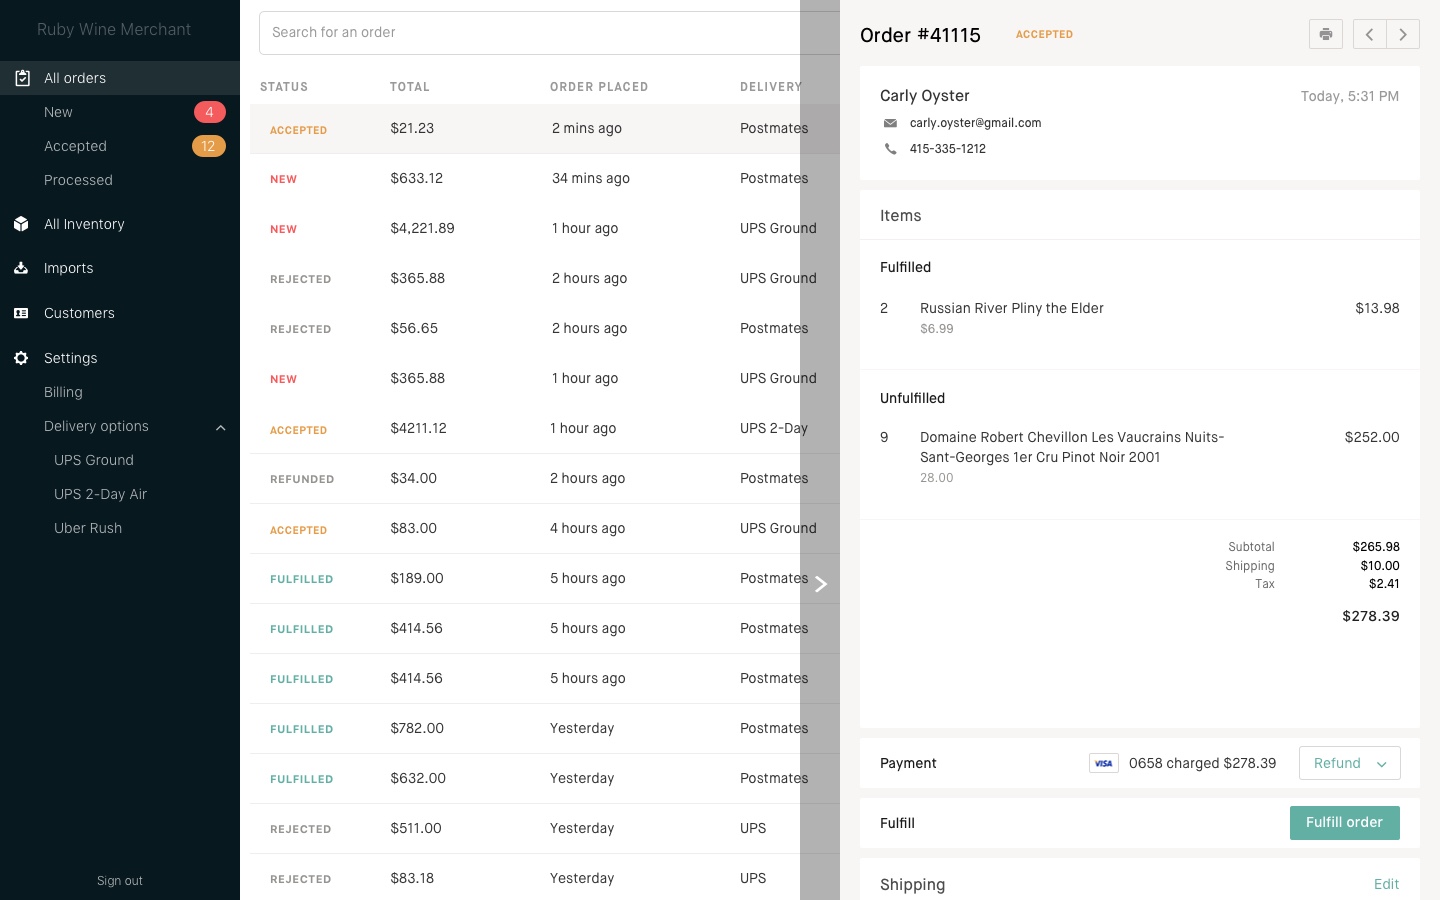 Ruby Wine Merchant
All orders
New 4
Accepted 12
Processed
All Inventory
Imports
Customers
Settings
Billing
Delivery options
UPS Ground
UPS 2-Day Air
Uber Rush
Sign out
Search for an order
STATUS TOTAL ORDER PLACED DELIVERY
ACCEPTED $21.23 2 mins ago Postmates
NEW $633.12 34 mins ago Postmates
NEW $4,221.89 1 hour ago UPS Ground
REJECTED $365.88 2 hours ago UPS Ground
REJECTED $56.65 2 hours ago Postmates
NEW $365.88 1 hour ago UPS Ground
ACCEPTED $4211.12 1 hour ago UPS 2-Day
REFUNDED $34.00 2 hours ago Postmates
ACCEPTED $83.00 4 hours ago UPS Ground
FULFILLED $189.00 5 hours ago Postmates
FULFILLED $414.56 5 hours ago Postmates
FULFILLED $414.56 5 hours ago Postmates
FULFILLED $782.00 Yesterday Postmates
FULFILLED $632.00 Yesterday Postmates
REJECTED $511.00 Yesterday UPS
REJECTED $83.18 Yesterday UPS
Order #41115 ACCEPTED
Carly Oyster Today, 5:31 PM
carly.oyster@gmail.com
415-335-1212
Items
Fulfilled
2 Russian River Pliny the Elder $13.98
$6.99
Unfulfilled
9 Domaine Robert Chevillon Les Vaucrains Nuits- $252.00
Sant-Georges 1er Cru Pinot Noir 2001
28.00
Subtotal $265.98
Shipping $10.00
Tax $2.41
$278.39
Payment VISA 0658 charged $278.39 Refund
Fulfill Fulfill order
Shipping Edit